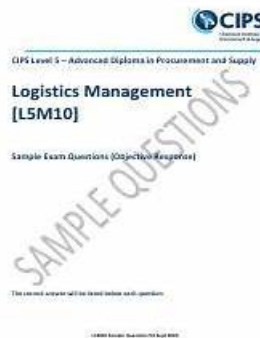 CIPS
CIPS Level 5 – Advanced Diploma in Procurement and Supply
Logistics Management
[L5M10]
Sample Exam Questions (Objective Response)
SAMPLE QUESTIONS
The correct answer will be listed below each question